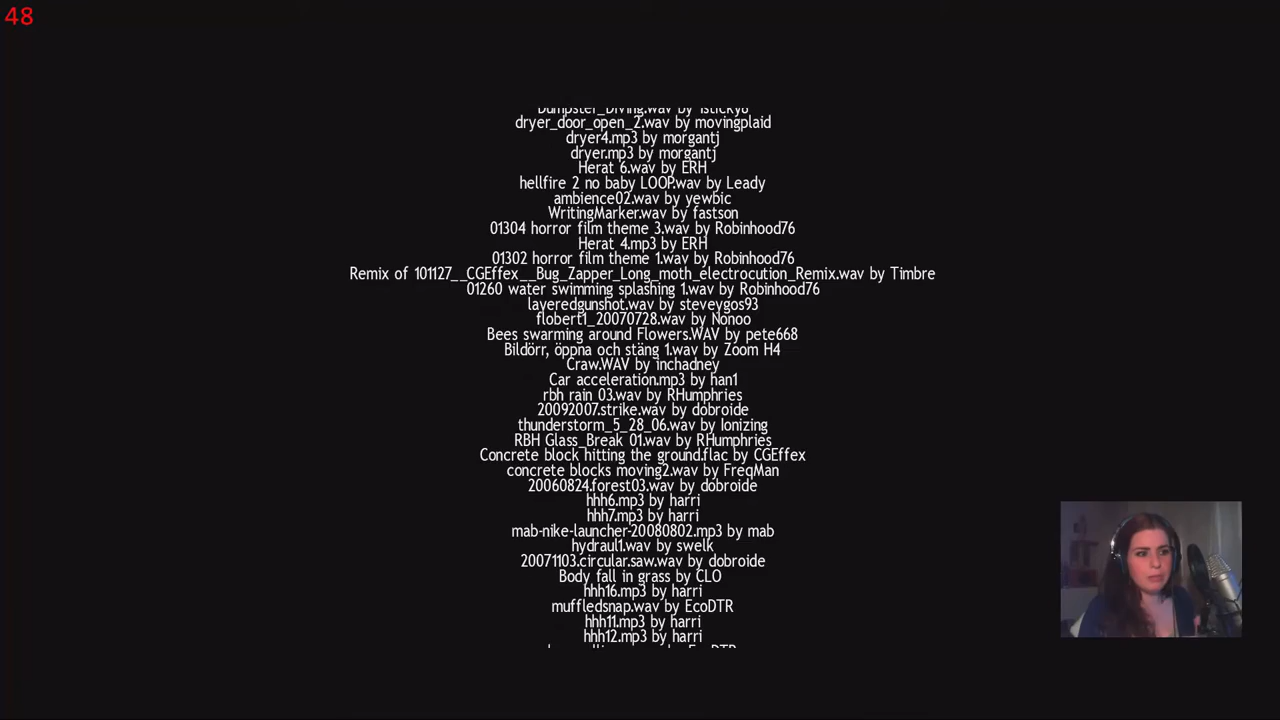 48
Dumpster_Diving.wav by isticky8
dryer_door_open_2.wav by movingplaid
dryer4.mp3 by morgantj
dryer.mp3 by morgantj
Herat 6.wav by ERH
hellfire 2 no baby LOOP.wav by Leady
ambience02.wav by yewbic
WritingMarker.wav by fastson
01304 horror film theme 3.wav by Robinhood76
Herat 4.mp3 by ERH
01302 horror film theme 1.wav by Robinhood76
Remix of 101127__CGEffex__Bug_Zapper_Long_moth_electrocution_Remix.wav by Timbre
01260 water swimming splashing 1.wav by Robinhood76
layeredgunshot.wav by steveygos93
flobert1_20070728.wav by Nonoo
Bees swarming around Flowers.WAV by pete668
Bildörr, öppna och stäng 1.wav by Zoom H4
Craw.WAV by inchadney
Car acceleration.mp3 by han1
rbh rain 03.wav by RHumphries
20092007.strike.wav by dobroide
thunderstorm_5_28_06.wav by Ionizing
RBH Glass_Break 01.wav by RHumphries
Concrete block hitting the ground.flac by CGEffex
concrete blocks moving2.wav by FreqMan
20060824.forest03.wav by dobroide
hhh6.mp3 by harri
hhh7.mp3 by harri
mab-nike-launcher-20080802.mp3 by mab
hydraul1.wav by swelk
20071103.circular.saw.wav by dobroide
Body fall in grass by CLO
hhh16.mp3 by harri
muffledsnap.wav by EcoDTR
hhh11.mp3 by harri
hhh12.mp3 by harri
by EcoDTR